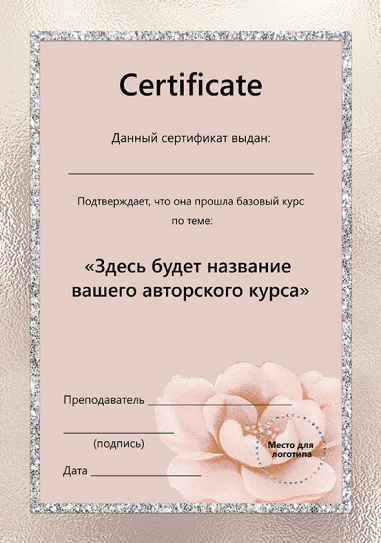 Certificate
Данный сертификат выдан:
Подтверждает, что она прошла базовый курс
по теме:
«Здесь будет название
вашего авторского курса»
Преподаватель
(подпись)
Место для
логотипа
Дата